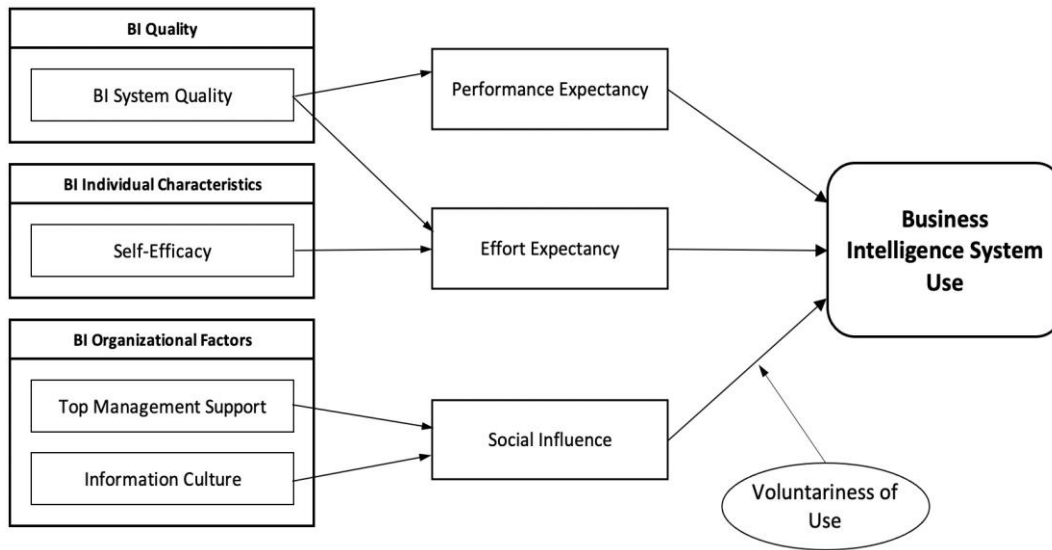 BI Quality
BI System Quality
BI Individual Characteristics
Self-Efficacy
BI Organizational Factors
Top Management Support
Information Culture
Performance Expectancy
Effort Expectancy
Social Influence
Business
Intelligence System
Use
Voluntariness of
Use